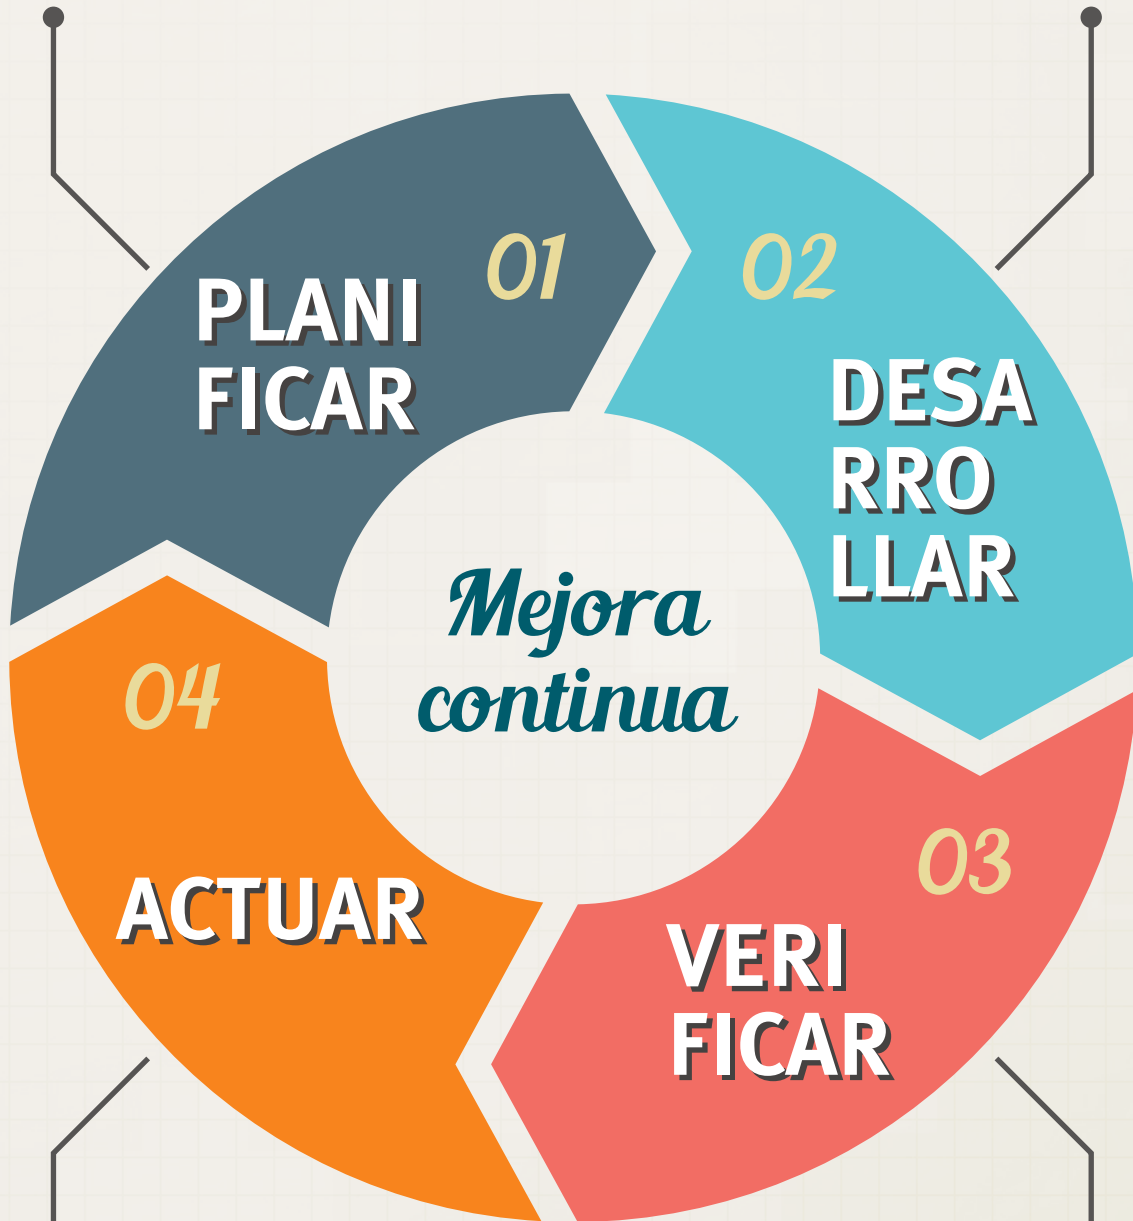 01
PLANI
FICAR
02
DESA
RRO
LLAR
Mejora
continua
03
VERI
FICAR
04
ACTUAR